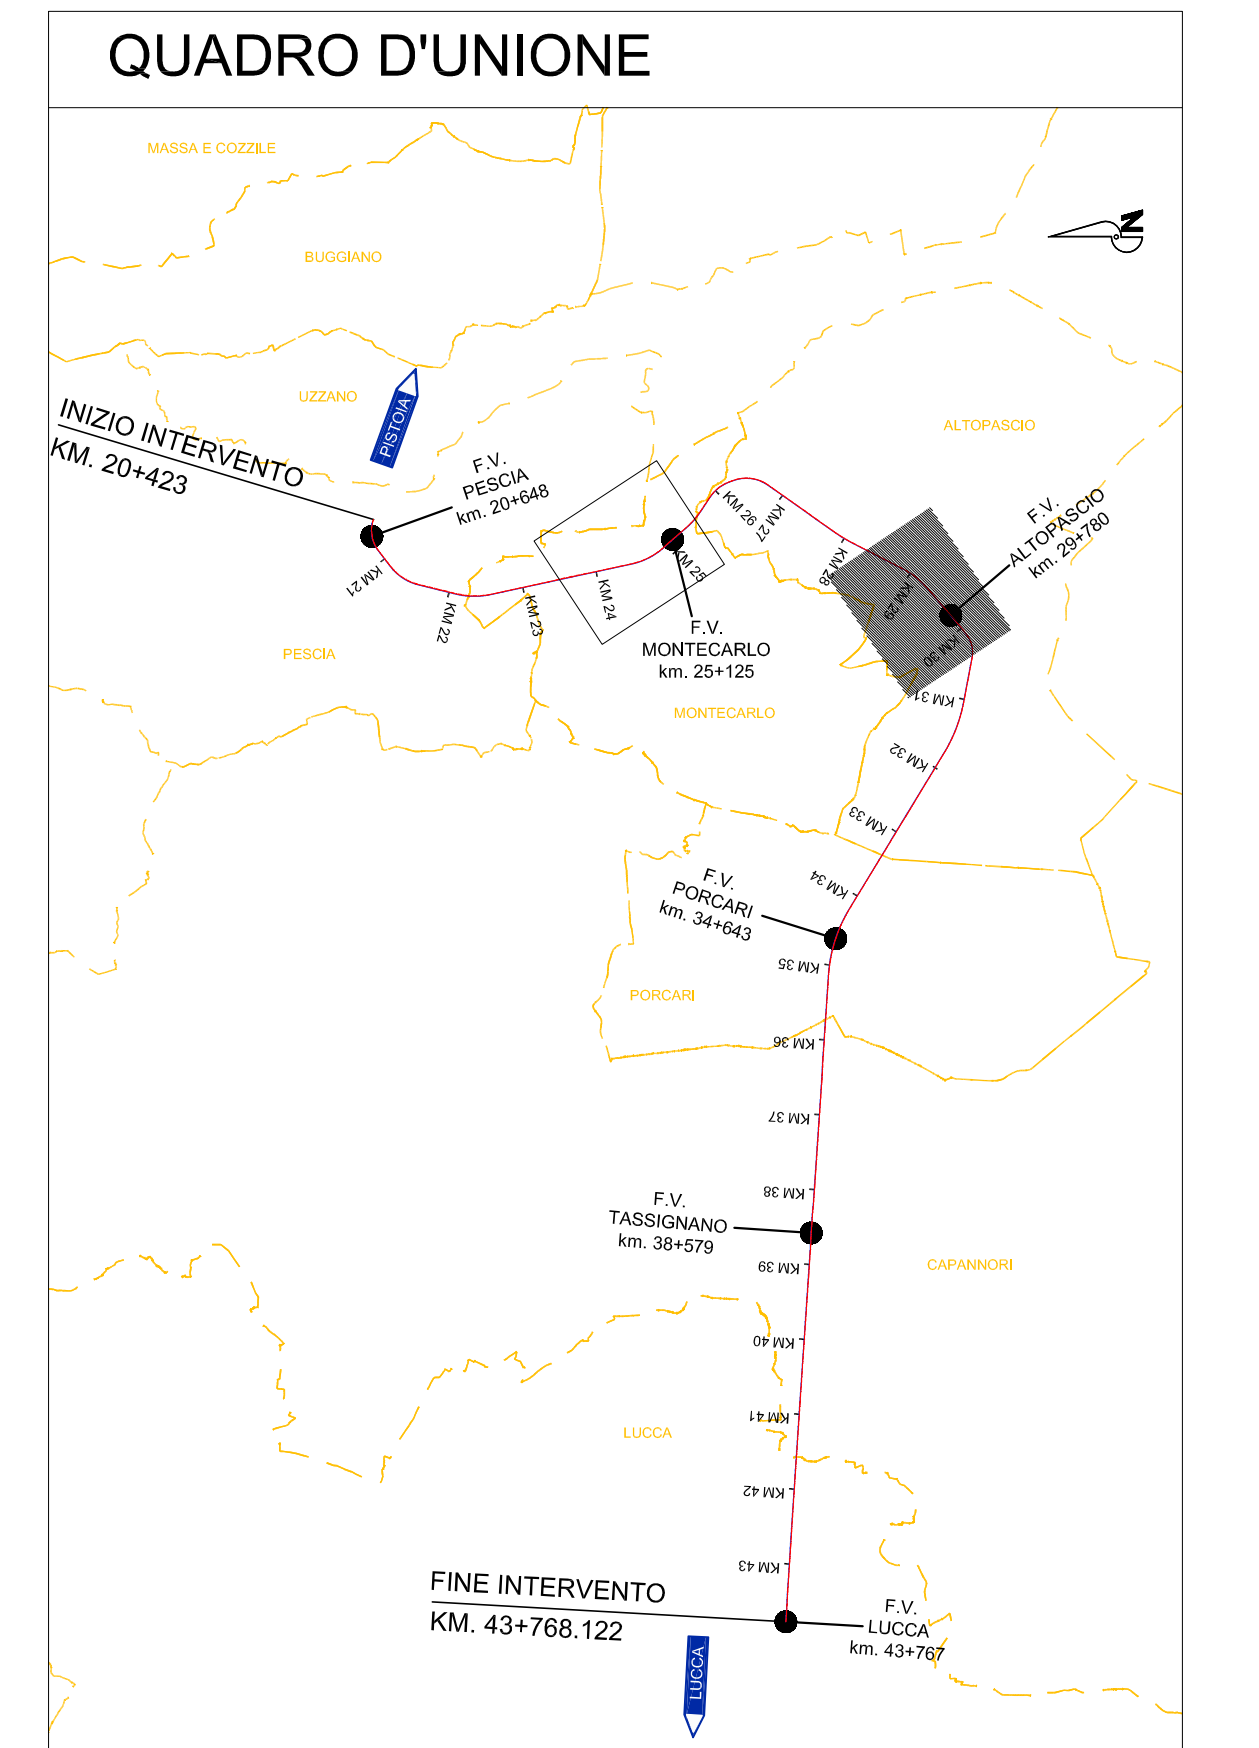 QUADRO D'UNIONE
MASSA E COZZILE
N
BUGGIANO
UZZANO
PISTOIA
ALTOPASCIO
INIZIO INTERVENTO
KM. 20+423
F.V.
PESCIA
km. 20+648
F.V.
ALTOPASCIO
km. 29+780
KM 21
KM 22
KM 23
KM 24
KM 25
KM 26
KM 27
KM 28
KM 29
KM 30
KM 31
KM 32
KM 33
KM 34
F.V.
MONTECARLO
km. 25+125
PESCIA
MONTECARLO
F.V.
PORCARI
km. 34+643
KM 35
PORCARI
KM 36
KM 37
KM 38
F.V.
TASSIGNANO
km. 38+579
KM 39
CAPANNORI
KM 40
KM 41
LUCCA
KM 42
KM 43
FINE INTERVENTO
KM. 43+768.122
F.V.
LUCCA
km. 43+767
LUCCA